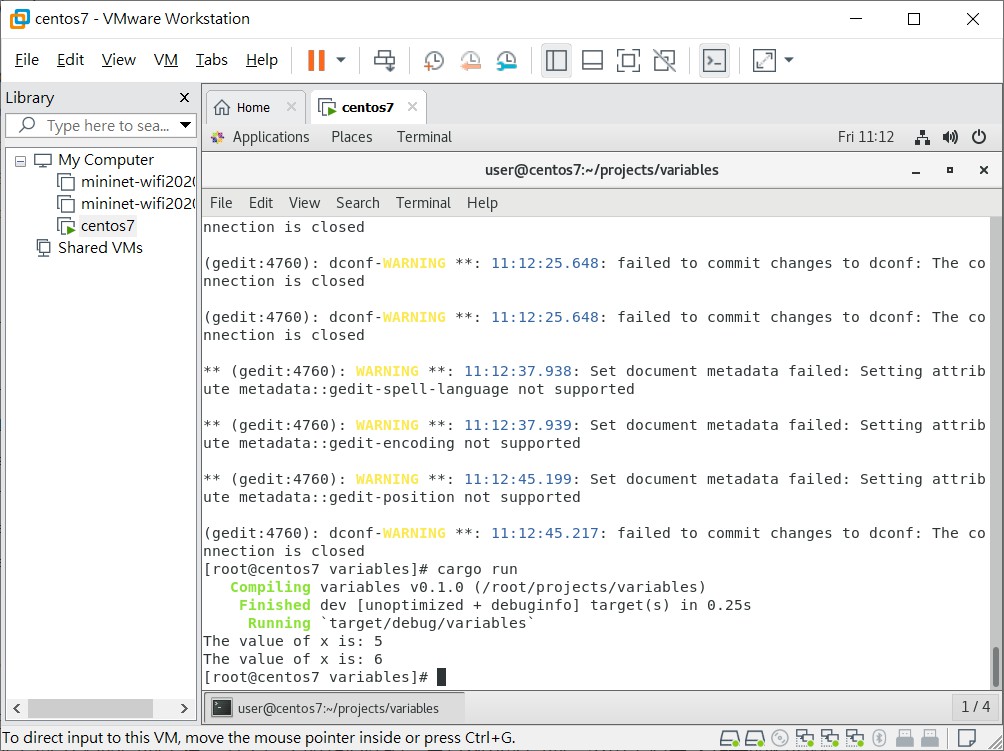 centos7 - VMware Workstation
File Edit View VM Tabs Help
Library
Type here to sea...
My Computer
mininet-wifi2020
mininet-wifi2020
centos7
Shared VMs
Home
centos7
Applications Places Terminal Fri 11:12
user@centos7:~/projects/variables
File Edit View Search Terminal Help
nnection is closed
(gedit:4760): dconf-WARNING **: 11:12:25.648: failed to commit changes to dconf: The co
nnection is closed
(gedit:4760): dconf-WARNING **: 11:12:25.648: failed to commit changes to dconf: The co
nnection is closed
** (gedit:4760): WARNING **: 11:12:37.938: Set document metadata failed: Setting attrib
ute metadata::gedit-spell-language not supported
** (gedit:4760): WARNING **: 11:12:37.939: Set document metadata failed: Setting attrib
ute metadata::gedit-encoding not supported
** (gedit:4760): WARNING **: 11:12:45.199: Set document metadata failed: Setting attrib
ute metadata::gedit-position not supported
(gedit:4760): dconf-WARNING **: 11:12:45.217: failed to commit changes to dconf: The co
nnection is closed
[root@centos7 variables]# cargo run
Compiling variables v0.1.0 (/root/projects/variables)
Finished dev [unoptimized + debuginfo] target(s) in 0.25s
Running `target/debug/variables`
The value of x is: 5
The value of x is: 6
[root@centos7 variables]#
user@centos7:~/projects/variables
1 / 4
To direct input to this VM, move the mouse pointer inside or press Ctrl+G.